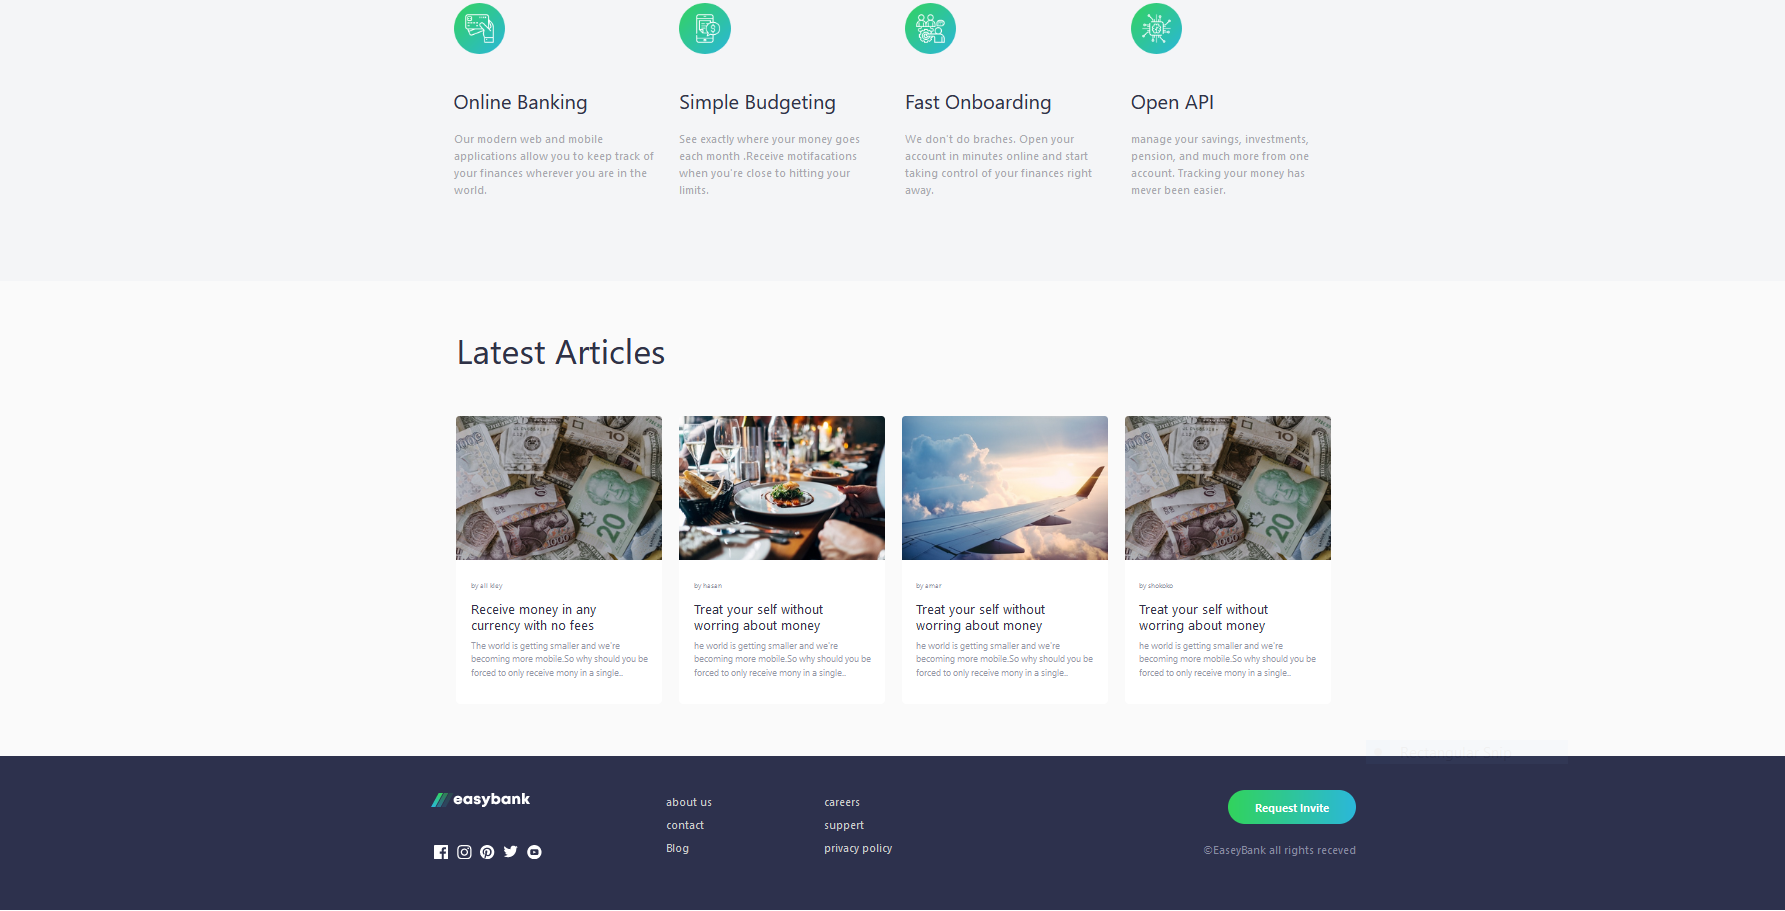 Online Banking
Our modern web and mobile
applications allow you to keep track of
your finances wherever you are in the
world.
Simple Budgeting
See exactly where your money goes
each month .Receive motifacations
when you're close to hitting your
limits.
Fast Onboarding
We don't do braches. Open your
account in minutes online and start
taking control of your finances right
away.
Open API
manage your savings, investments,
pension, and much more from one
account. Tracking your money has
mever been easier.
Latest Articles
by ali kley
Receive money in any
currency with no fees
The world is getting smaller and we're
becoming more mobile.So why should you be
forced to only receive mony in a single..
by hasan
Treat your self without
worring about money
he world is getting smaller and we're
becoming more mobile.So why should you be
forced to only receive mony in a single..
by amar
Treat your self without
worring about money
he world is getting smaller and we're
becoming more mobile.So why should you be
forced to only receive mony in a single..
by shokoko
Treat your self without
worring about money
he world is getting smaller and we're
becoming more mobile.So why should you be
forced to only receive mony in a single..
Rectangular Snip
easybank
about us
contact
Blog
careers
suppert
privacy policy
Request Invite
©EaseyBank all rights receved